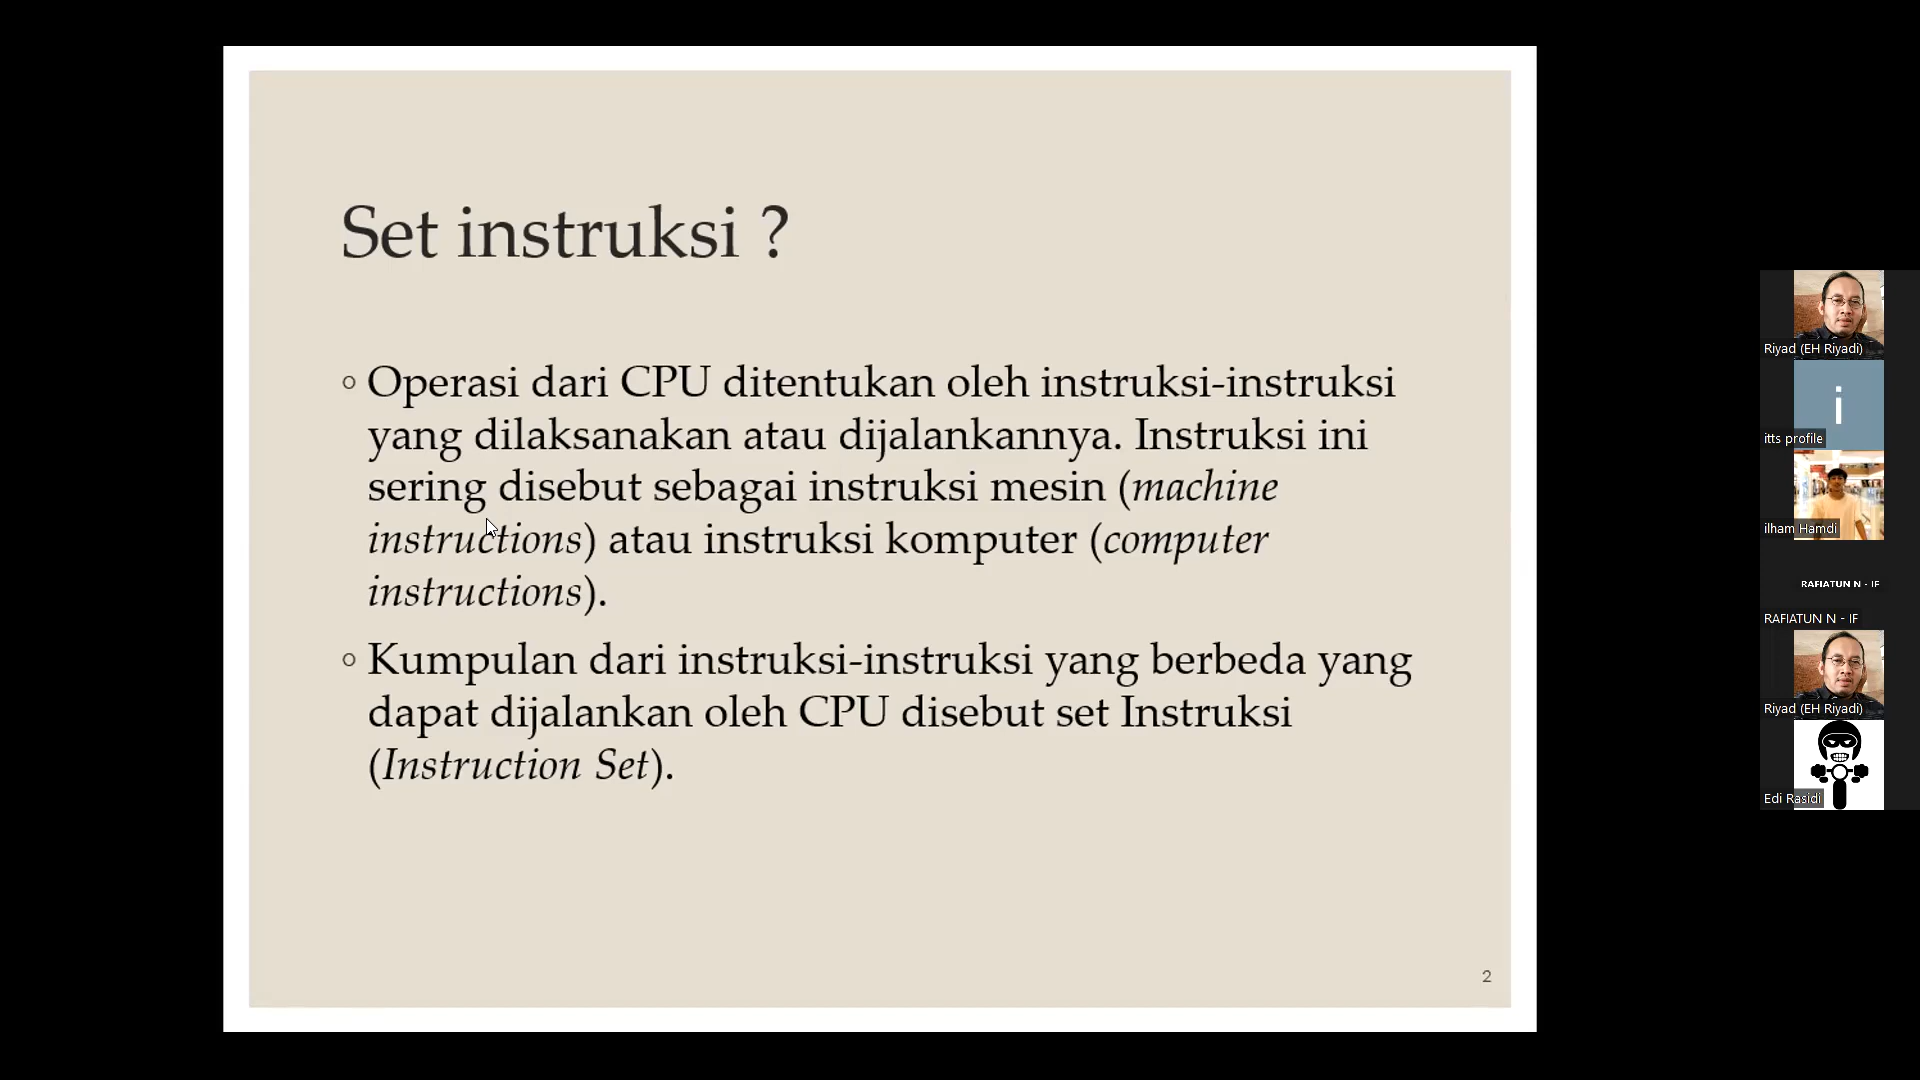 Set instruksi ?
◦ Operasi dari CPU ditentukan oleh instruksi-instruksi
yang dilaksanakan atau dijalankannya. Instruksi ini
sering disebut sebagai instruksi mesin (machine
instructions) atau instruksi komputer (computer
instructions).
◦ Kumpulan dari instruksi-instruksi yang berbeda yang
dapat dijalankan oleh CPU disebut set Instruksi
(Instruction Set).
2
Riyad (EH Riyadi)
i
itts profile
ilham Hamdi
RAFIATUN N - IF
RAFIATUN N - IF
Riyad (EH Riyadi)
Edi Rasidi